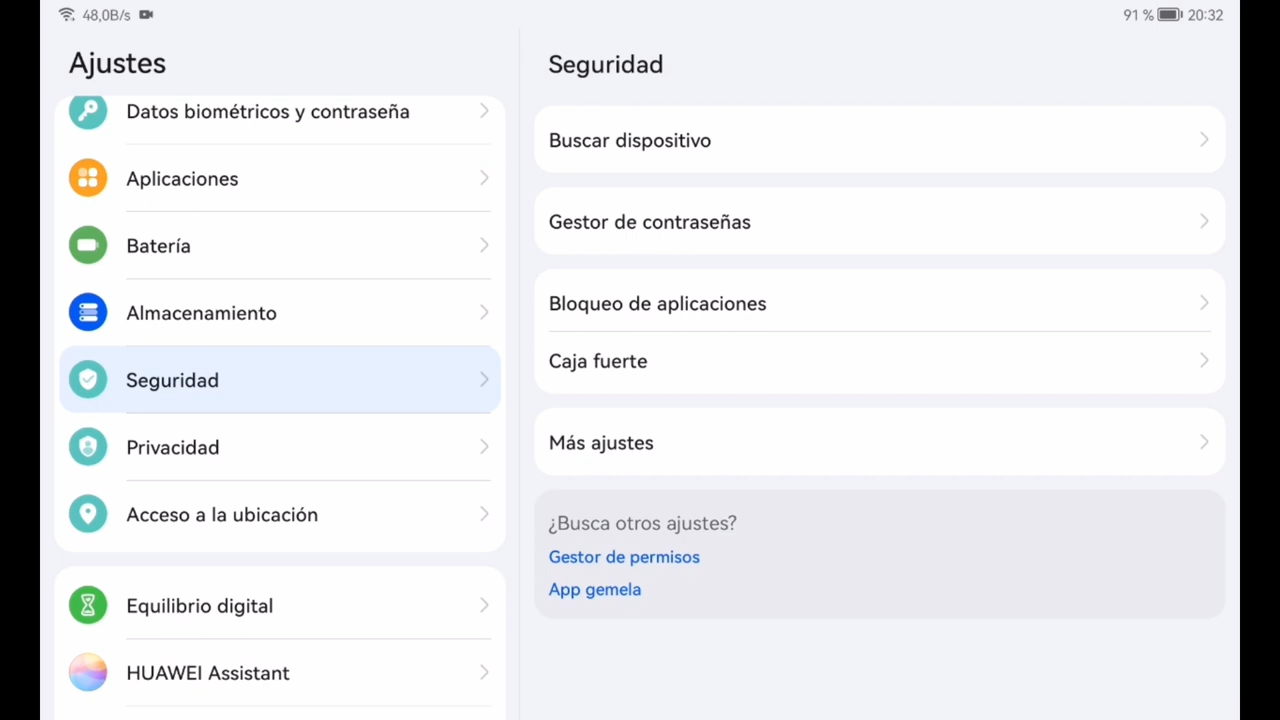 48,0B/s
91 % 20:32
Ajustes
Datos biométricos y contraseña
Aplicaciones
Batería
Almacenamiento
Seguridad
Privacidad
Acceso a la ubicación
Equilibrio digital
HUAWEI Assistant
Seguridad
Buscar dispositivo
Gestor de contraseñas
Bloqueo de aplicaciones
Caja fuerte
Más ajustes
¿Busca otros ajustes?
Gestor de permisos
App gemela